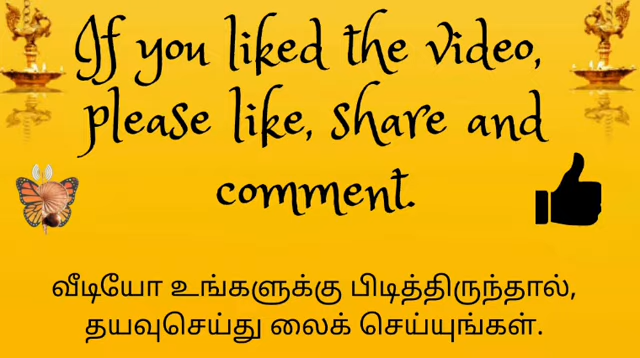 If you liked the video,
please like, share and
comment.
வீடியோ உங்களுக்கு பிடித்திருந்தால்,
தயவுசெய்து லைக் செய்யுங்கள்.